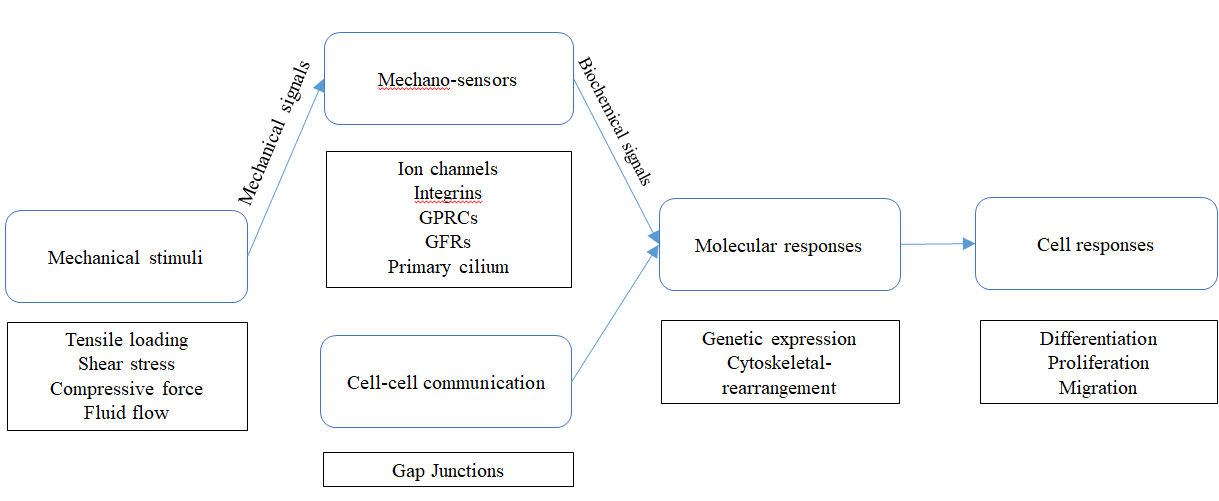 Mechanical stimuli
Tensile loading
Shear stress
Compressive force
Fluid flow
Mechanical signals
Mechano-sensors
Ion channels
Integrins
GPRCs
GFRs
Primary cilium
Cell-cell communication
Gap Junctions
Biochemical signals
Molecular responses
Genetic expression
Cytoskeletal-
rearrangement
Cell responses
Differentiation
Proliferation
Migration